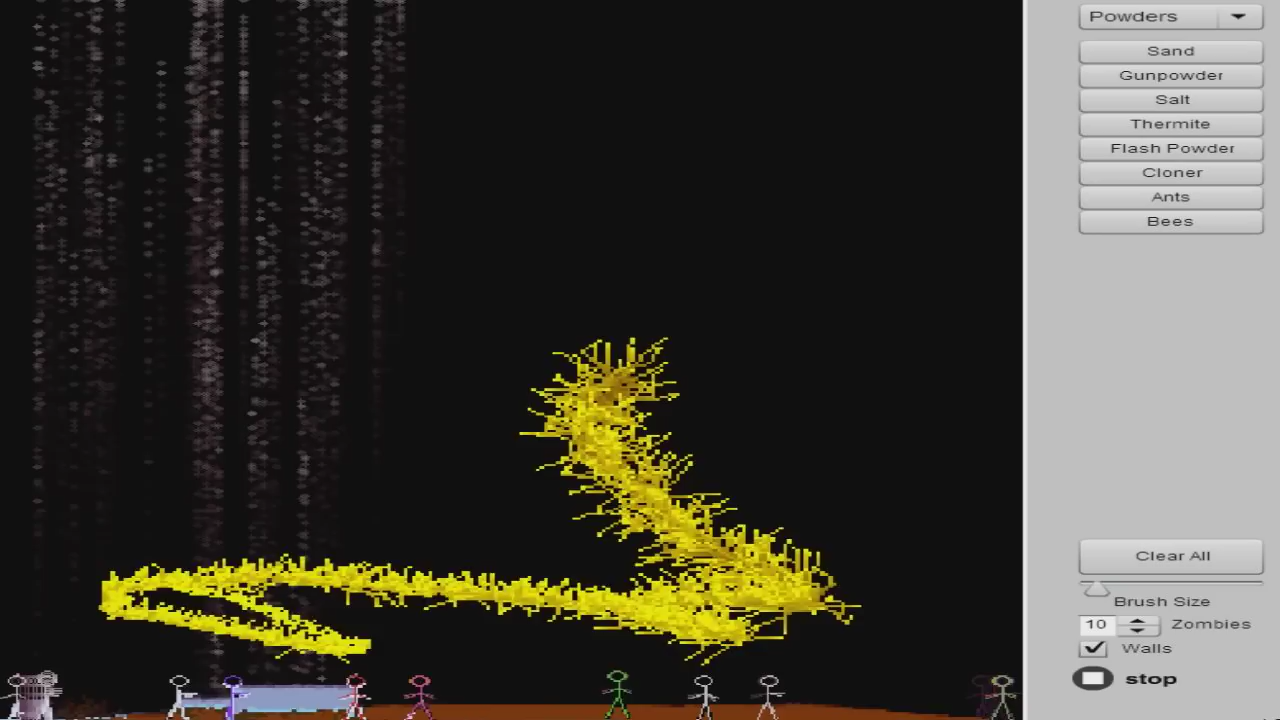 Powders
Sand
Gunpowder
Salt
Thermite
Flash Powder
Cloner
Ants
Bees
Clear All
Brush Size
10 Zombies
Walls
stop